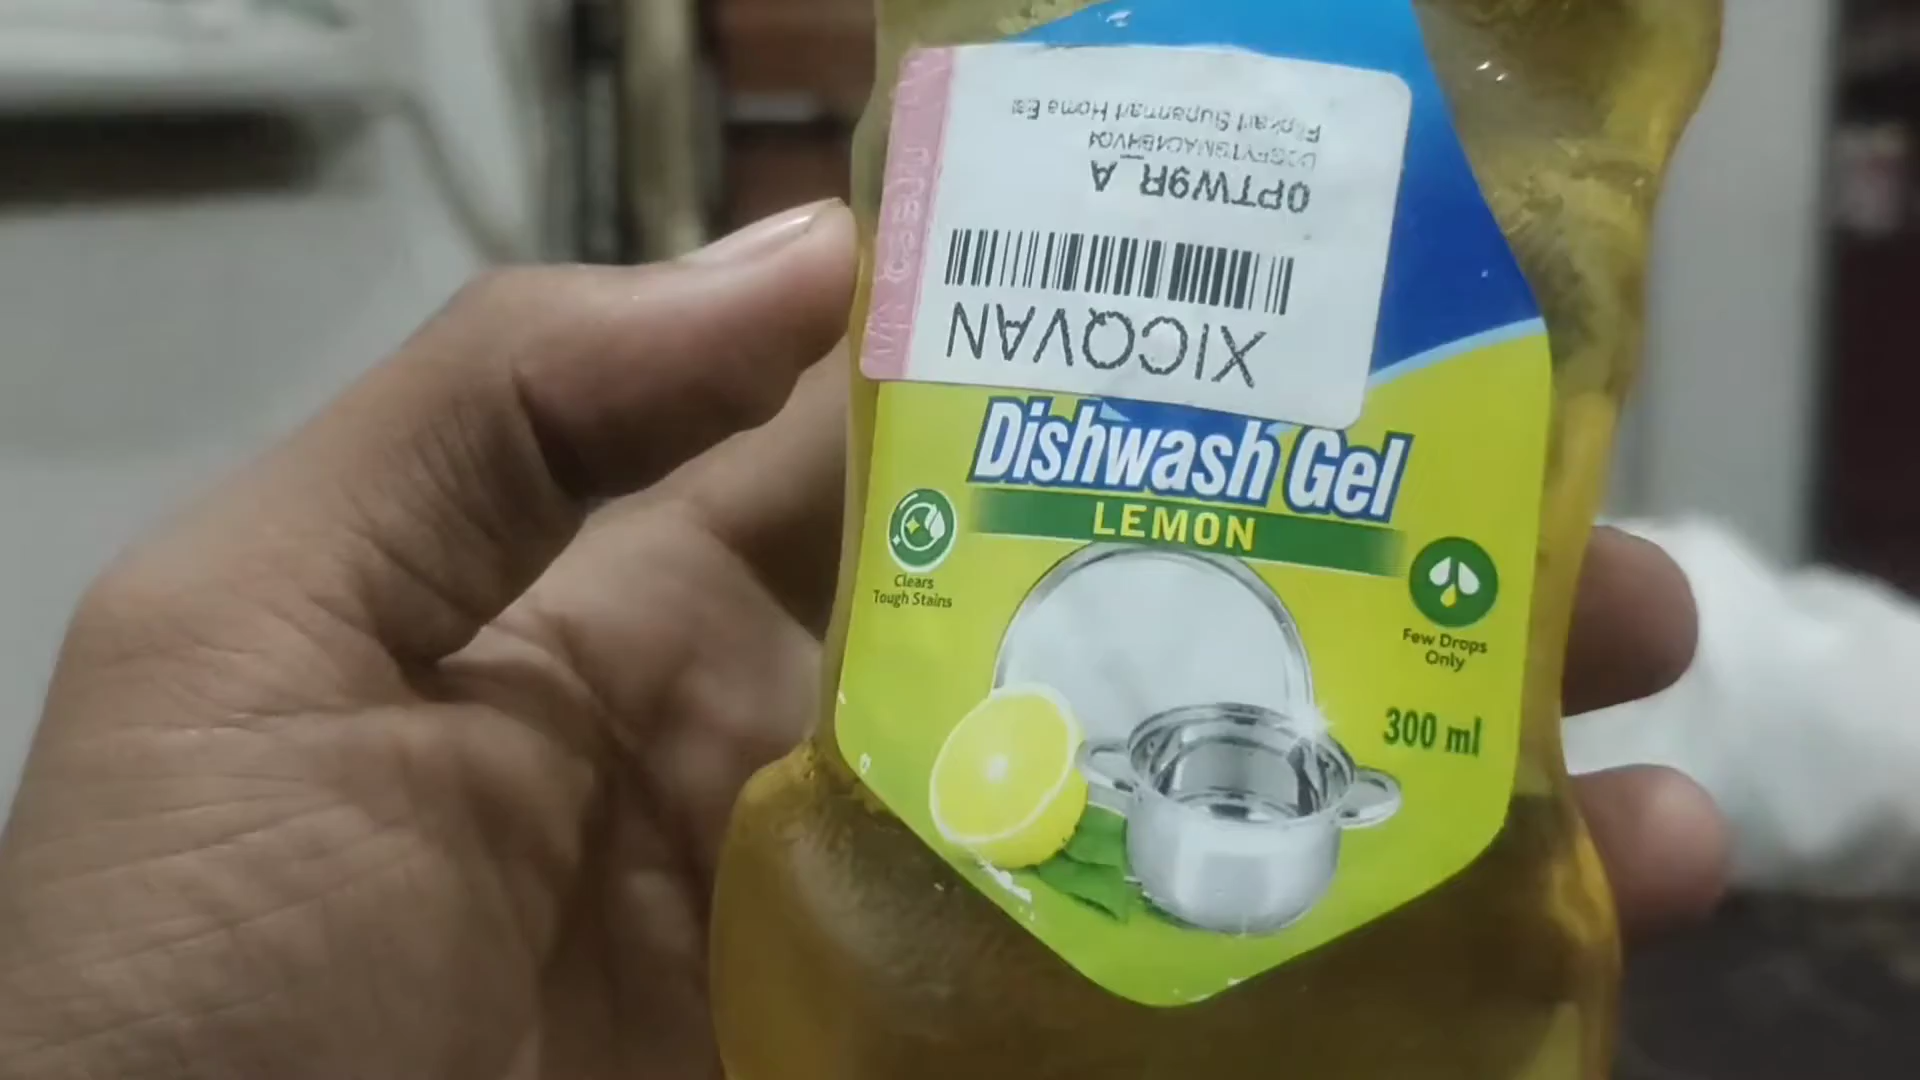 XICQVAN
0PTW9R_A
Dishwash Gel
LEMON
Clears
Tough Stains
Few Drops
Only
300 ml